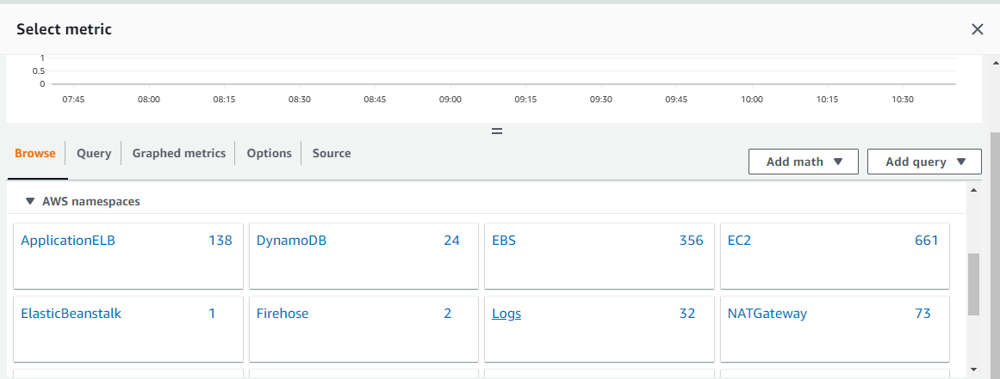 Select metric
1
0.5
0
07:45 08:00 08:15 08:30 08:45 09:00 09:15 09:30 09:45 10:00 10:15 10:30
Browse Query Graphed metrics Options Source Add math Add query
AWS namespaces
ApplicationELB 138 DynamoDB 24 EBS 356 EC2 661
ElasticBeanstalk 1 Firehose 2 Logs 32 NATGateway 73